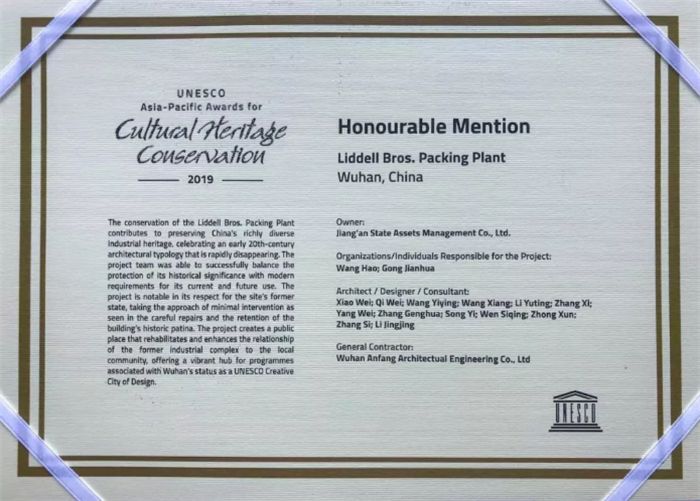 UNESCO
Asia-Pacific Awards for
Cultural Heritage
Conservation
2019
The conservation of the Liddell Bros. Packing Plant
contributes to preserving China's richly diverse
industrial heritage, celebrating an early 20th-century
architectural typology that is rapidly disappearing. The
project team was able to successfully balance the
protection of its historical significance with modern
requirements for its current and future use. The
project is notable in its respect for the site's former
state, taking the approach of minimal intervention as
seen in the careful repairs and the retention of the
building's historic patina. The project creates a public
place that rehabilitates and enhances the relationship
of the former industrial complex to the local
community, offering a vibrant hub for programmes
associated with Wuhan's status as a UNESCO Creative
City of Design.
Honourable Mention
Liddell Bros. Packing Plant
Wuhan, China
Owner:
Jiang'an State Assets Management Co., Ltd.
Organizations/Individuals Responsible for the Project:
Wang Hao; Gong Jianhua
Architect / Designer / Consultant:
Xiao Wei; Qi Wei; Wang Yiying; Wang Xiang; Li Yuting; Zhang Xi;
Yang Wei; Zhang Genghua; Song Yi; Wen Siqing; Zhong Xun;
Zhang Si; Li Jingjing
General Contractor:
Wuhan Anfang Architectual Engineering Co., Ltd
UNESCO